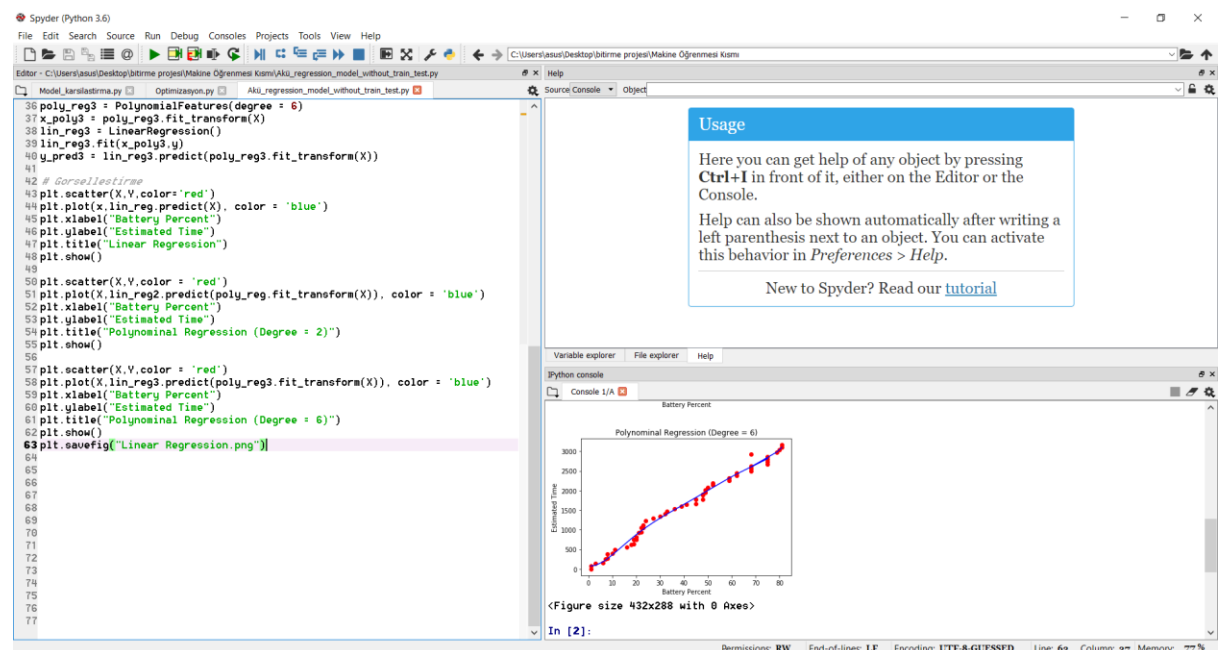 Spyder (Python 3.6)
File Edit Search Source Run Debug Consoles Projects Tools View Help
C:\Users\asus\Desktop\bitirme projesi\Makine Öğrenmesi Kısmı
Editor - C:\Users\asus\Desktop\bitirme projesi\Makine Öğrenmesi Kısmı\Akü_regression_model_without_train_test.py
Model_karsilastirma.py Optimizasyon.py Akü_regression_model_without_train_test.py
36 poly_reg3 = PolynomialFeatures(degree = 6)
37 x_poly3 = poly_reg3.fit_transform(X)
38 lin_reg3 = LinearRegression()
39 lin_reg3.fit(x_poly3,y)
40 y_pred3 = lin_reg3.predict(poly_reg3.fit_transform(X))
41
42 # Gorsellestirme
43 plt.scatter(X,Y,color='red')
44 plt.plot(x,lin_reg.predict(X), color = 'blue')
45 plt.xlabel("Battery Percent")
46 plt.ylabel("Estimated Time")
47 plt.title("Linear Regression")
48 plt.show()
49
50 plt.scatter(X,Y,color = 'red')
51 plt.plot(X,lin_reg2.predict(poly_reg.fit_transform(X)), color = 'blue')
52 plt.xlabel("Battery Percent")
53 plt.ylabel("Estimated Time")
54 plt.title("Polynominal Regression (Degree = 2)")
55 plt.show()
56
57 plt.scatter(X,Y,color = 'red')
58 plt.plot(X,lin_reg3.predict(poly_reg3.fit_transform(X)), color = 'blue')
59 plt.xlabel("Battery Percent")
60 plt.ylabel("Estimated Time")
61 plt.title("Polynominal Regression (Degree = 6)")
62 plt.show()
63 plt.savefig("Linear Regression.png")
64
65
66
67
68
69
70
71
72
73
74
75
76
77
Help
Source Console Object
Usage
Here you can get help of any object by pressing
Ctrl+I in front of it, either on the Editor or the
Console.
Help can also be shown automatically after writing a
left parenthesis next to an object. You can activate
this behavior in Preferences > Help.
New to Spyder? Read our tutorial
Variable explorer File explorer Help
IPython console
Console 1/A
Battery Percent
Polynominal Regression (Degree = 6)
3000
2500
2000
1500
1000
500
0
Estimated Time
0 10 20 30 40 50 60 70 80
Battery Percent
<Figure size 432x288 with 0 Axes>
In [2]:
Permissions: RW End-of-lines: LF Encoding: UTF-8-GUESSED Line: 63 Column: 37 Memory: 77 %